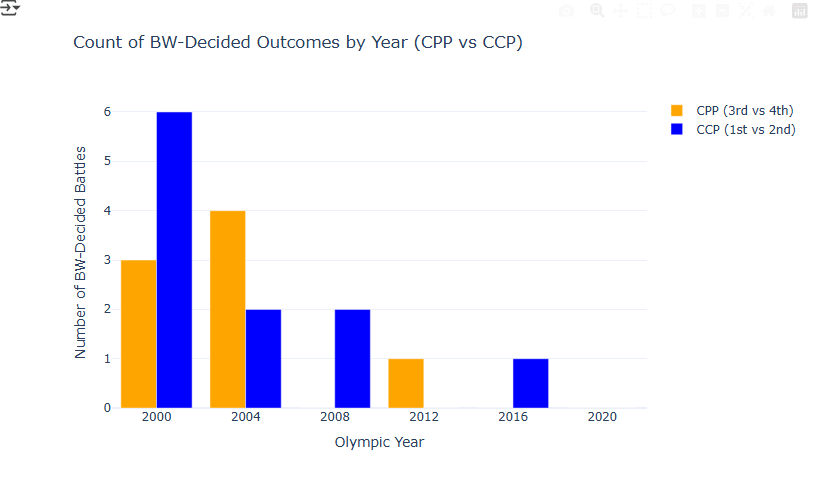 Count of BW-Decided Outcomes by Year (CPP vs CCP)
CPP (3rd vs 4th)
CCP (1st vs 2nd)
Number of BW-Decided Battles
6
5
4
3
2
1
0
2000 2004 2008 2012 2016 2020
Olympic Year